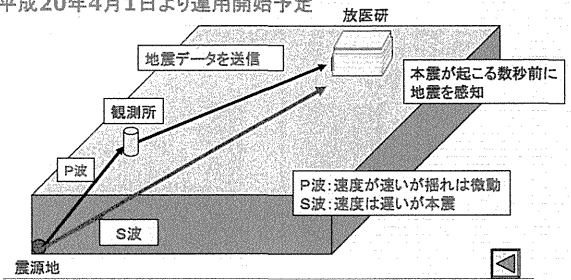 平成20年4月1日より運用開始予定
放医研
地震データを送信
本震が起こる数秒前に
地震を感知
観測所
P波
P波:速度が速いが揺れは微動
S波:速度は遅いが本震
S波
震源地